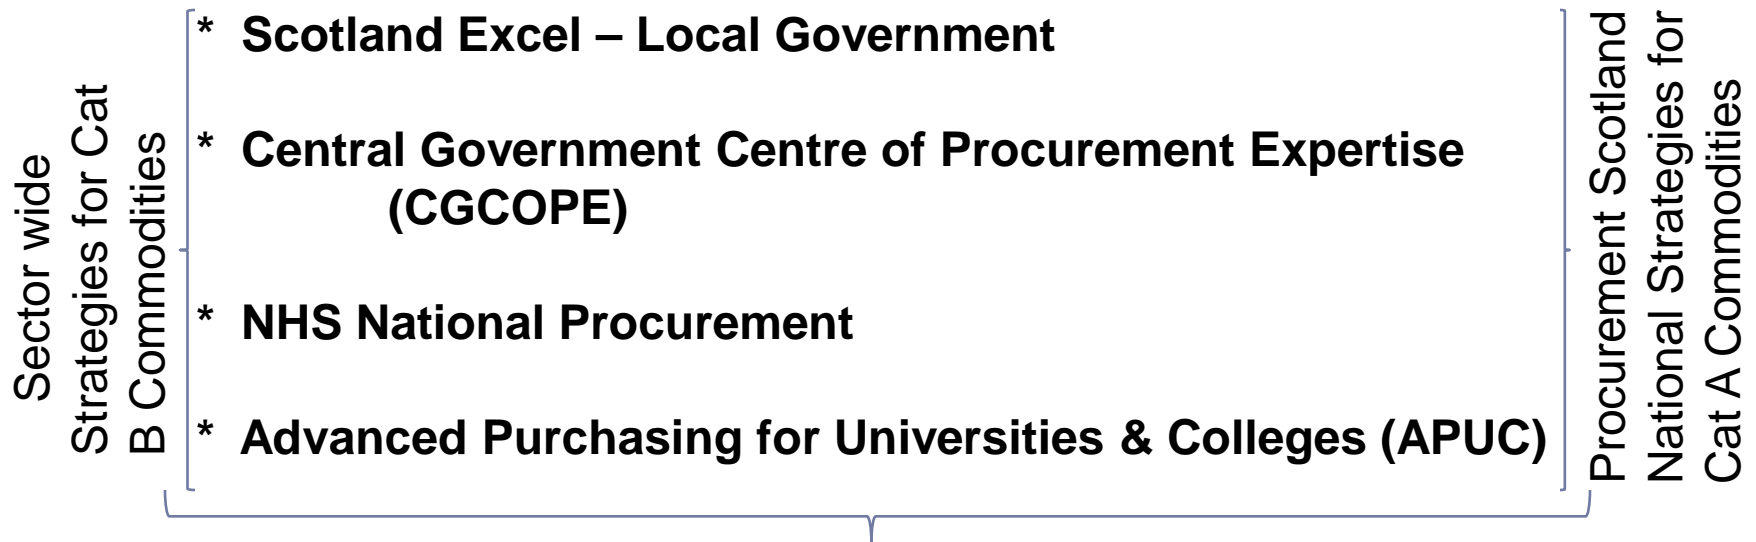 Sector wide
Strategies for Cat
B Commodities
* Scotland Excel – Local Government
* Central Government Centre of Procurement Expertise
(CGCOPE)
* NHS National Procurement
* Advanced Purchasing for Universities & Colleges (APUC)
Procurement Scotland
National Strategies for
Cat A Commodities